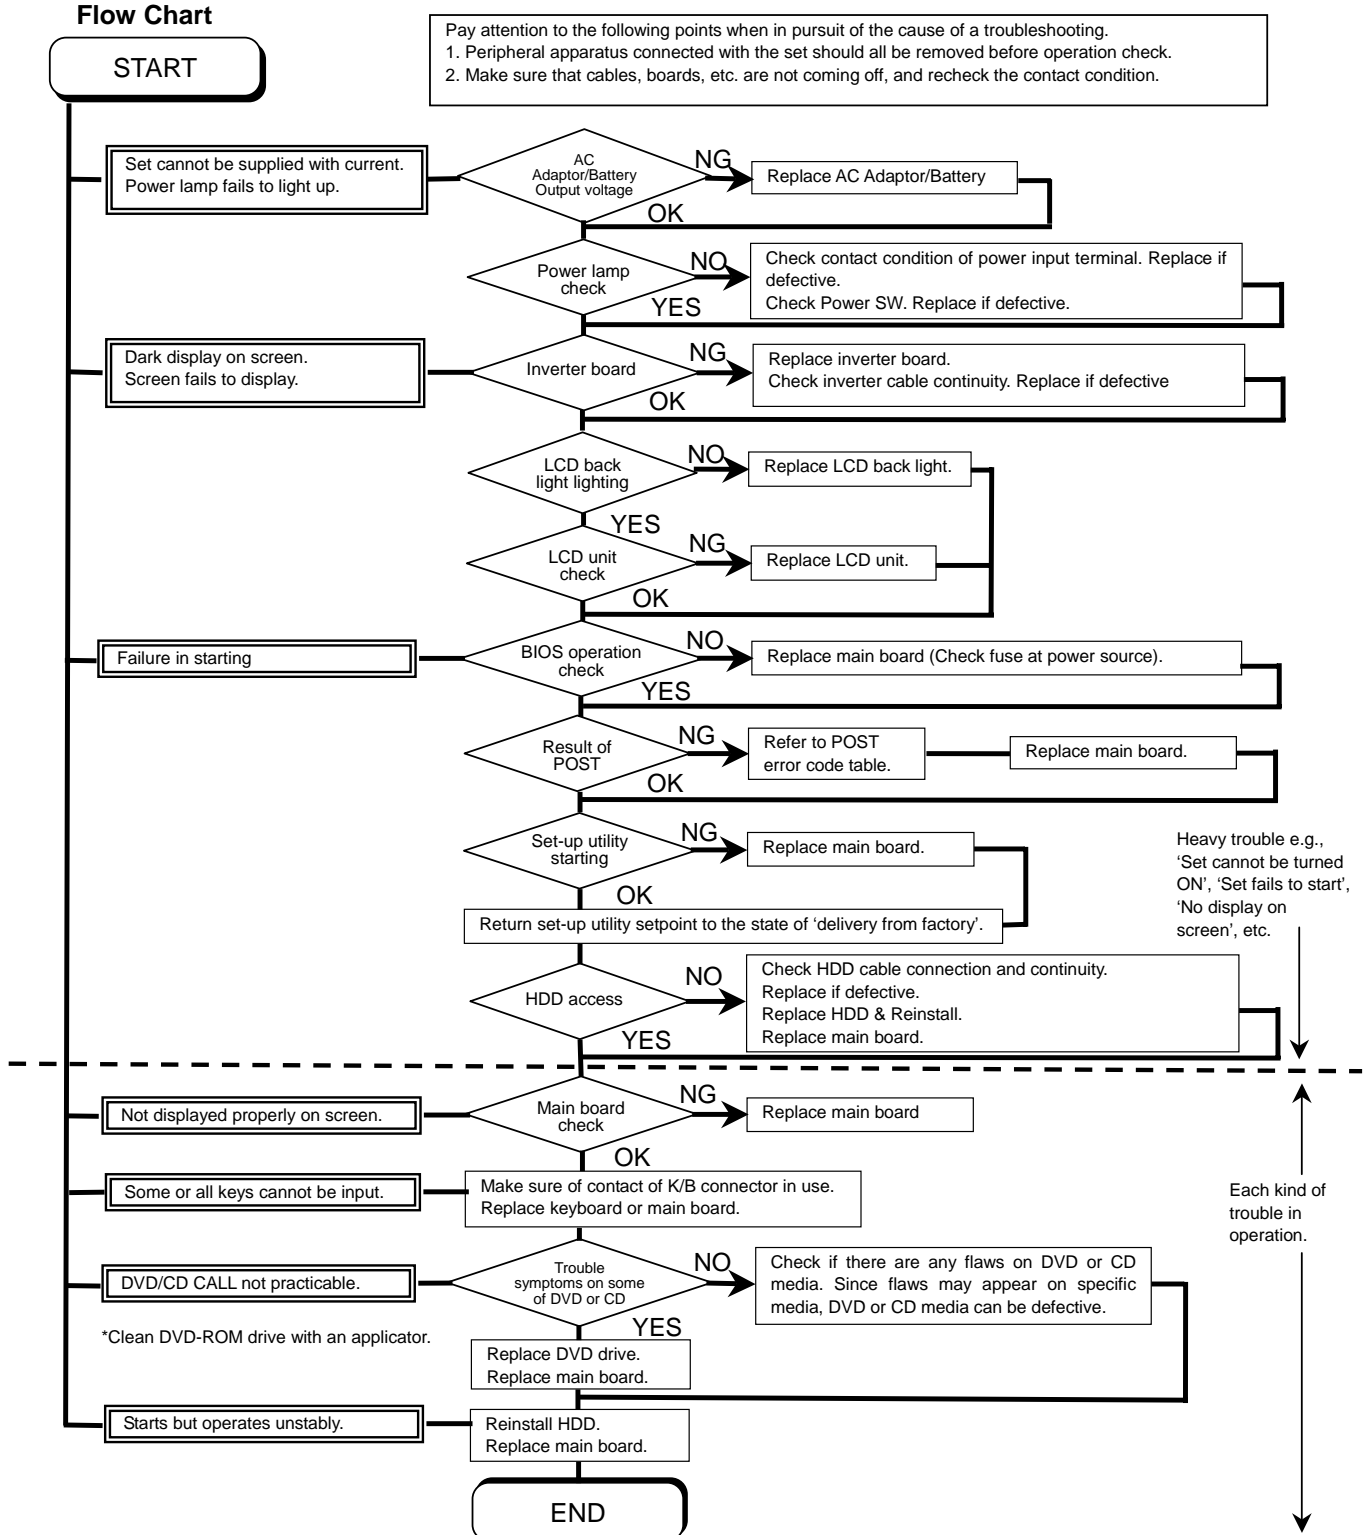 Flow Chart
START
Pay attention to the following points when in pursuit of the cause of a troubleshooting.
1. Peripheral apparatus connected with the set should all be removed before operation check.
2. Make sure that cables, boards, etc. are not coming off, and recheck the contact condition.
Set cannot be supplied with current.
Power lamp fails to light up.
AC
Adaptor/Battery
Output voltage
NG
Replace AC Adaptor/Battery
OK
Power lamp
check
NO
Check contact condition of power input terminal. Replace if
defective.
Check Power SW. Replace if defective.
YES
Dark display on screen.
Screen fails to display.
Inverter board
NG
Replace inverter board.
Check inverter cable continuity. Replace if defective
OK
LCD back
light lighting
NO
Replace LCD back light.
YES
LCD unit
check
NG
Replace LCD unit.
OK
Failure in starting
BIOS operation
check
NO
Replace main board (Check fuse at power source).
YES
Result of
POST
NG
Refer to POST
error code table.
Replace main board.
OK
Set-up utility
starting
NG
Replace main board.
OK
Return set-up utility setpoint to the state of ‘delivery from factory’.
Heavy trouble e.g.,
‘Set cannot be turned
ON’, ‘Set fails to start’,
‘No display on
screen’, etc.
HDD access
NO
Check HDD cable connection and continuity.
Replace if defective.
Replace HDD & Reinstall.
Replace main board.
YES
Not displayed properly on screen.
Main board
check
NG
Replace main board
OK
Some or all keys cannot be input.
Make sure of contact of K/B connector in use.
Replace keyboard or main board.
Each kind of
trouble in
operation.
DVD/CD CALL not practicable.
Trouble
symptoms on some
of DVD or CD
NO
Check if there are any flaws on DVD or CD
media. Since flaws may appear on specific
media, DVD or CD media can be defective.
YES
*Clean DVD-ROM drive with an applicator.
Replace DVD drive.
Replace main board.
Starts but operates unstably.
Reinstall HDD.
Replace main board.
END